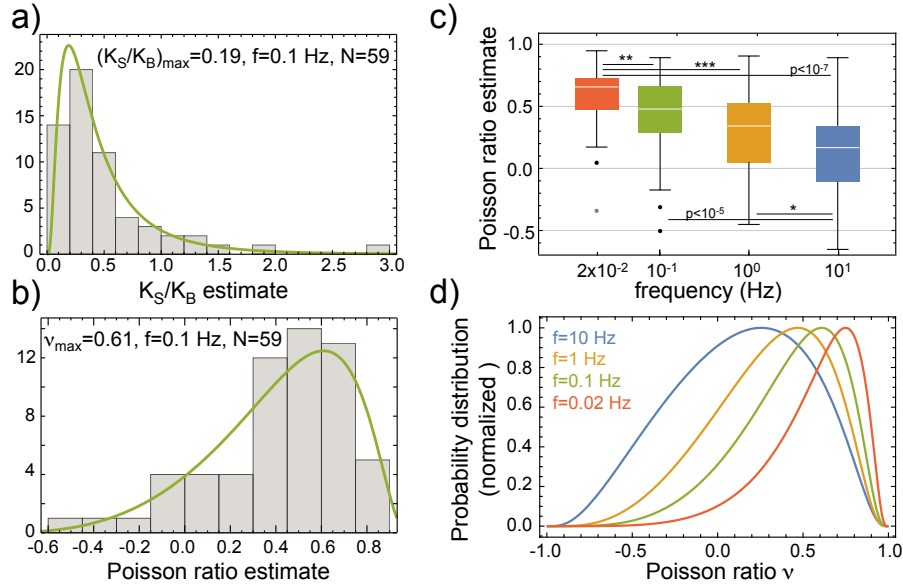 a)
(K_S/K_B)_max=0.19, f=0.1 Hz, N=59
20
15
10
5
0
0.0 0.5 1.0 1.5 2.0 2.5 3.0
K_S/K_B estimate
b)
ν_max=0.61, f=0.1 Hz, N=59
12
8
4
0
-0.6 -0.4 -0.2 0.0 0.2 0.4 0.6 0.8
Poisson ratio estimate
c)
Poisson ratio estimate
1.0
0.5
0.0
-0.5
** *** p<10^-7
p<10^-5 *
2x10^-2 10^-1 10^0 10^1
frequency (Hz)
d)
Probability distribution
(normalized )
1.0
0.8
0.6
0.4
0.2
0.0
f=10 Hz
f=1 Hz
f=0.1 Hz
f=0.02 Hz
-1.0 -0.5 0.0 0.5 1.0
Poisson ratio ν